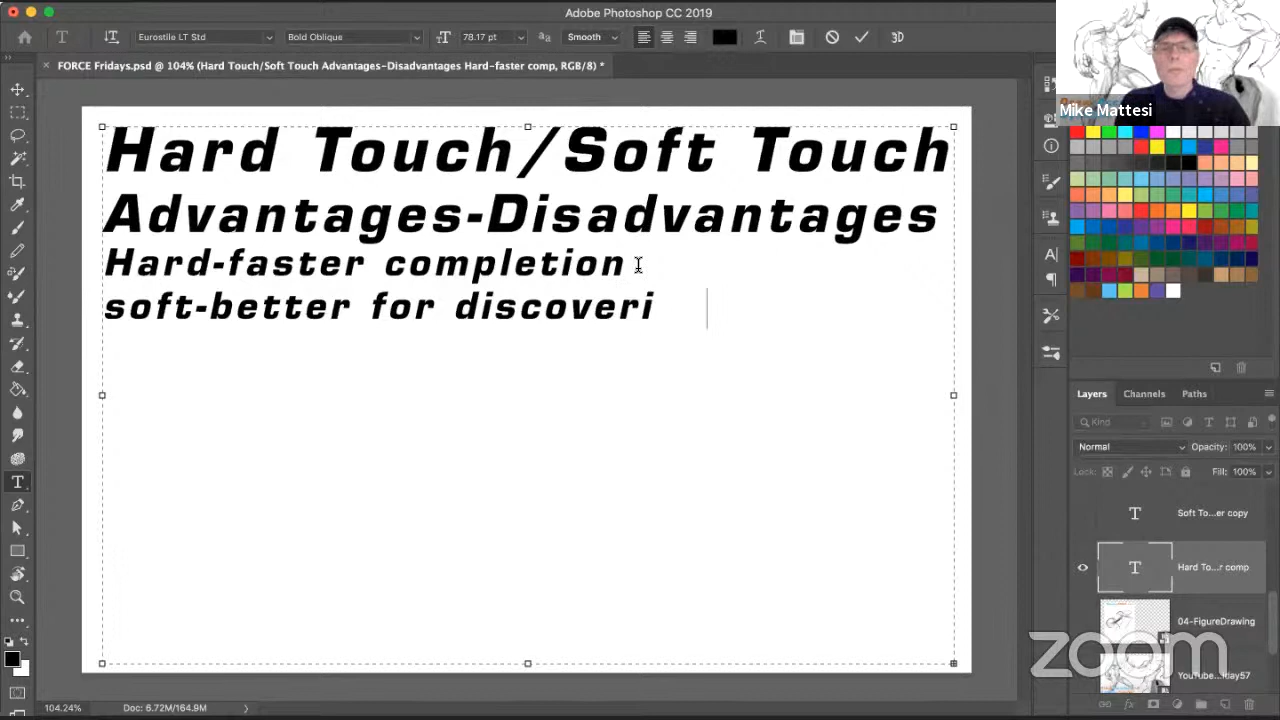 Adobe Photoshop CC 2019
Eurostile LT Std
Bold Oblique
78.17 pt
Smooth
3D
FORCE Fridays.psd @ 104% (Hard Touch/Soft Touch Advantages-Disadvantages Hard-faster comp, RGB/8) *
Mike Mattesi
Hard Touch/Soft Touch
Advantages-Disadvantages
Hard-faster completion
soft-better for discoveri
Layers
Channels
Paths
Kind
Normal
Opacity: 100%
Lock:
Fill: 100%
Soft To...er copy
Hard To...r comp
04-FigureDrawing
YouTube...iday57
zoom
104.24%
Doc: 6.72M/164.9M